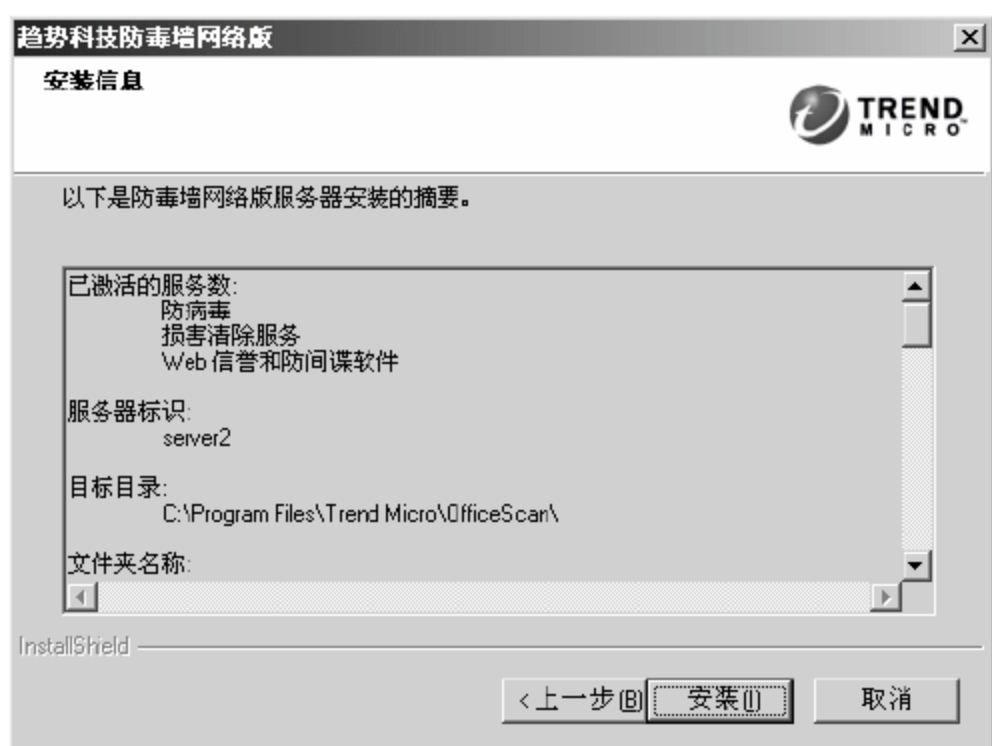 趋势科技防毒墙网络版
安装信息
TREND
MICRO™
以下是防毒墙网络版服务器安装的摘要。
已激活的服务数:
防病毒
损害清除服务
Web 信誉和防间谍软件
服务器标识:
server2
目标目录:
C:\Program Files\Trend Micro\OfficeScan\
文件夹名称:
InstallShield
<上一步(B) 安装(I) 取消